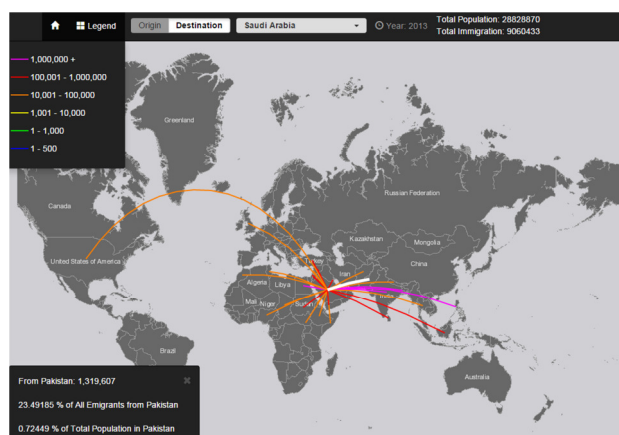 Legend
Origin
Destination
Saudi Arabia
Year: 2013
Total Population: 28828870
Total Immigration: 9060433
1,000,000 +
100,001 - 1,000,000
10,001 - 100,000
1,001 - 10,000
1 - 1,000
1 - 500
Greenland
Canada
United States of America
Brazil
Russian Federation
Kazakhstan
Mongolia
China
Turkey
Iran
Algeria
Libya
Mali
Niger
Sudan
India
Australia
From Pakistan: 1,319,607
23.49185 % of All Emigrants from Pakistan
0.72449 % of Total Population in Pakistan